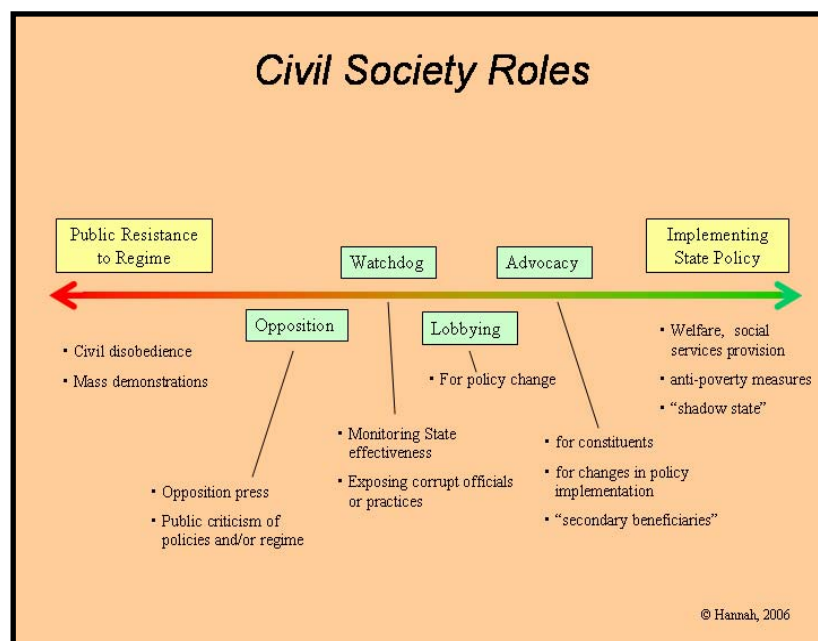 Civil Society Roles
Public Resistance
to Regime
Implementing
State Policy
Watchdog
Advocacy
Opposition
Lobbying
▪ Civil disobedience
▪ Mass demonstrations
▪ Opposition press
▪ Public criticism of
policies and/or regime
▪ Monitoring State
effectiveness
▪ Exposing corrupt officials
or practices
▪ For policy change
▪ for constituents
▪ for changes in policy
implementation
▪ “secondary beneficiaries”
▪ Welfare, social
services provision
▪ anti-poverty measures
▪ “shadow state”
© Hannah, 2006